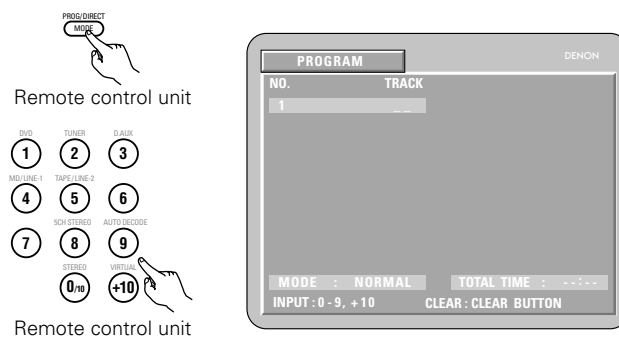 PROG/DIRECT
MODE
Remote control unit
DVD TUNER D.AUX
1 2 3
MD/LINE-1 TAPE/LINE-2
4 5 6
5CH STEREO AUTO DECODE
7 8 9
STEREO VIRTUAL
0/10 +10
Remote control unit
PROGRAM DENON
NO. TRACK
1 _ _
MODE : NORMAL TOTAL TIME : --:--
INPUT : 0 - 9, +10 CLEAR : CLEAR BUTTON